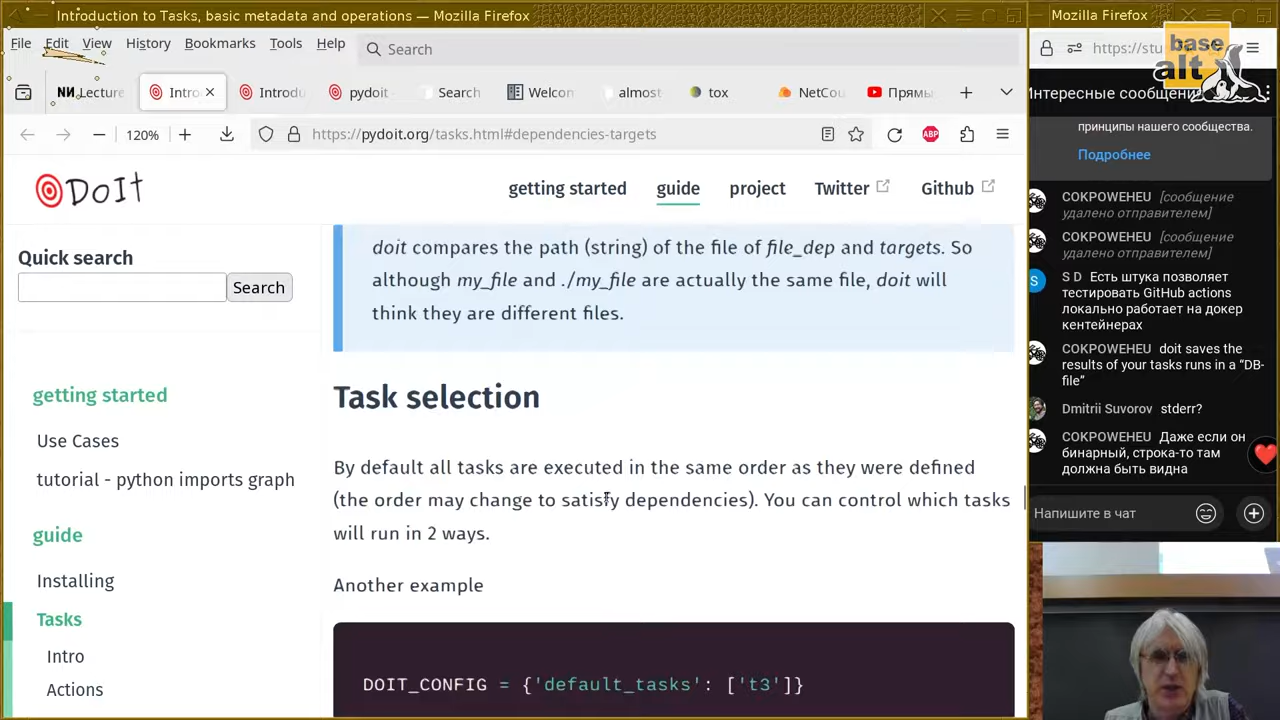 Introduction to Tasks, basic metadata and operations — Mozilla Firefox
File Edit View History Bookmarks Tools Help
Search
Lecture
Intro
Introdu
pydoit
Search
Welcon
almost
tox
NetCou
Прямы
120%
https://pydoit.org/tasks.html#dependencies-targets
ABP
DoIt
getting started
guide
project
Twitter
Github
Quick search
Search
getting started
Use Cases
tutorial - python imports graph
guide
Installing
Tasks
Intro
Actions
doit compares the path (string) of the file of file_dep and targets. So
although my_file and ./my_file are actually the same file, doit will
think they are different files.
Task selection
By default all tasks are executed in the same order as they were defined
(the order may change to satisfy dependencies). You can control which tasks
will run in 2 ways.
Another example
DOIT_CONFIG = {'default_tasks': ['t3']}
Mozilla Firefox
https://stu
base
alt
Интересные сообщения
принципы нашего сообщества.
Подробнее
COKPOWEHEU [сообщение
удалено отправителем]
COKPOWEHEU [сообщение
удалено отправителем]
S
S D Есть штука позволяет
тестировать GitHub actions
локально работает на докер
контейнерах
COKPOWEHEU doit saves the
results of your tasks runs in a “DB-
file”
Dmitrii Suvorov stderr?
COKPOWEHEU Даже если он
бинарный, строка-то там
должна быть видна
Напишите в чат